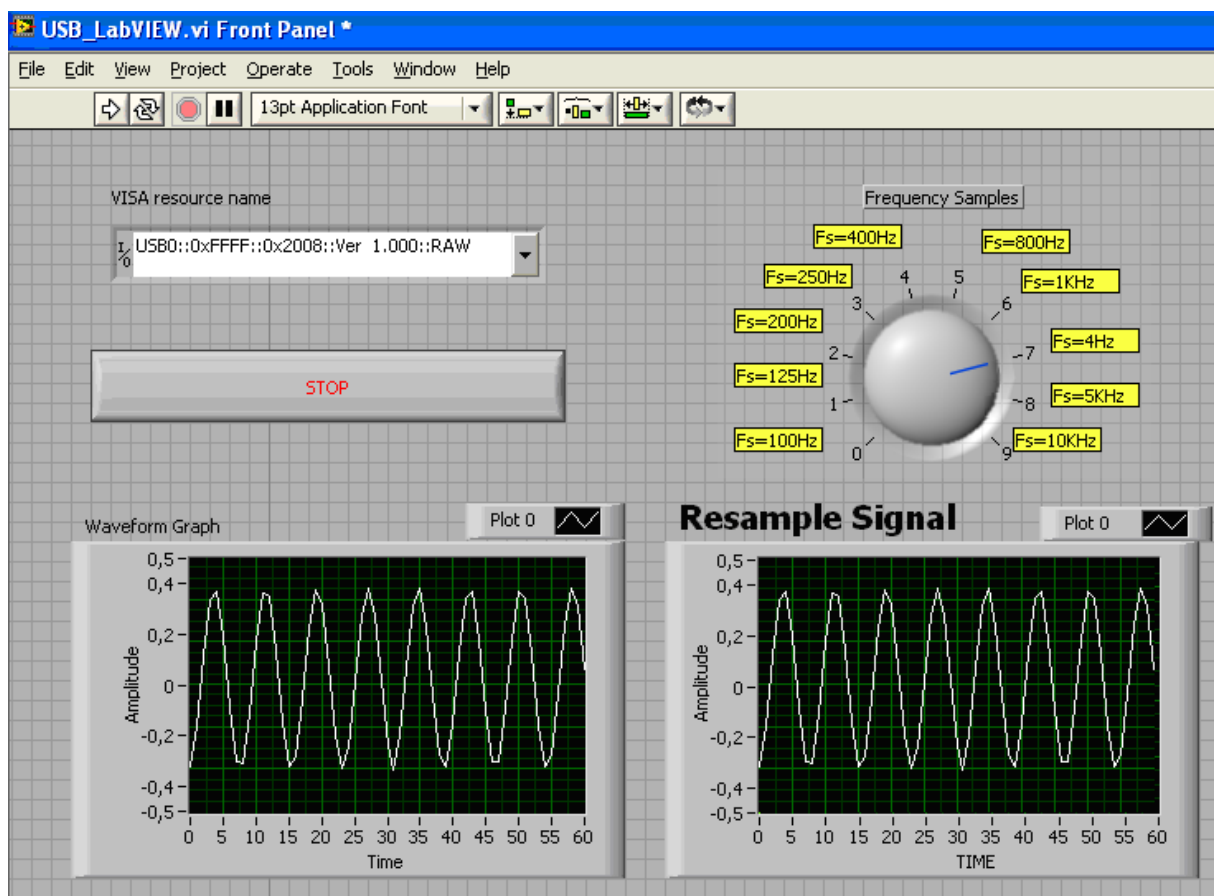 USB_LabVIEW.vi Front Panel *
File Edit View Project Operate Tools Window Help
13pt Application Font
VISA resource name
I/O USB0::0xFFFF::0x2008::Ver 1.000::RAW
STOP
Frequency Samples
Fs=400Hz
Fs=800Hz
Fs=250Hz
4
5
Fs=1KHz
3
6
Fs=200Hz
Fs=4Hz
2
7
Fs=125Hz
Fs=5KHz
1
8
Fs=100Hz
0
9
Fs=10KHz
Waveform Graph
Plot 0
0,5
0,4
0,2
0
-0,2
-0,4
-0,5
Amplitude
0 5 10 15 20 25 30 35 40 45 50 55 60
Time
Resample Signal
Plot 0
0,5
0,4
0,2
0
-0,2
-0,4
-0,5
Amplitude
0 5 10 15 20 25 30 35 40 45 50 55 60
TIME